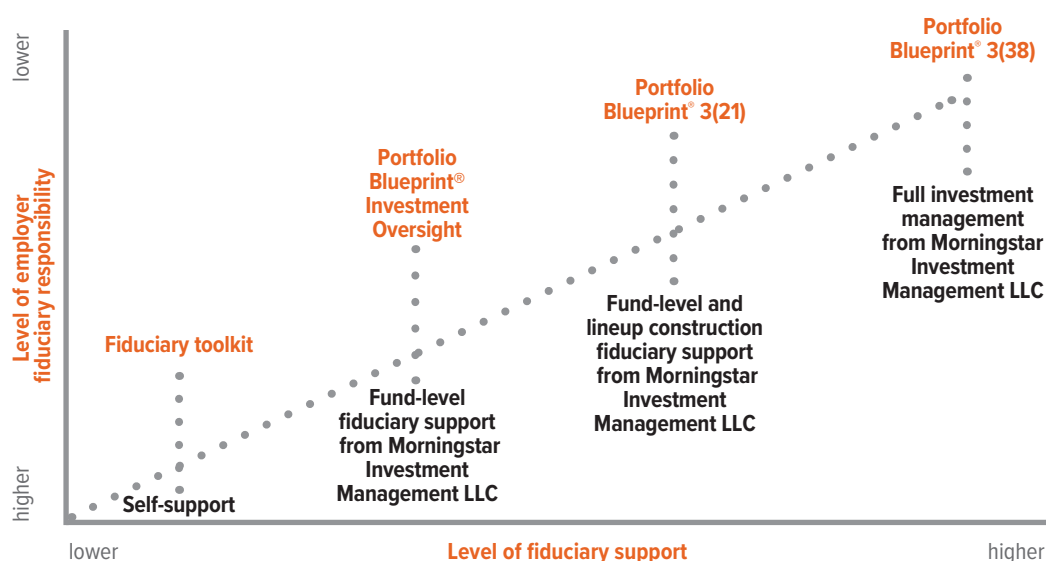 lower
Level of employer
fiduciary responsibility
higher
Fiduciary toolkit
Self-support
Portfolio
Blueprint®
Investment
Oversight
Fund-level
fiduciary support
from Morningstar
Investment
Management LLC
Portfolio
Blueprint® 3(21)
Fund-level and
lineup construction
fiduciary support
from Morningstar
Investment
Management LLC
Portfolio
Blueprint® 3(38)
Full investment
management
from Morningstar
Investment
Management LLC
lower
Level of fiduciary support
higher